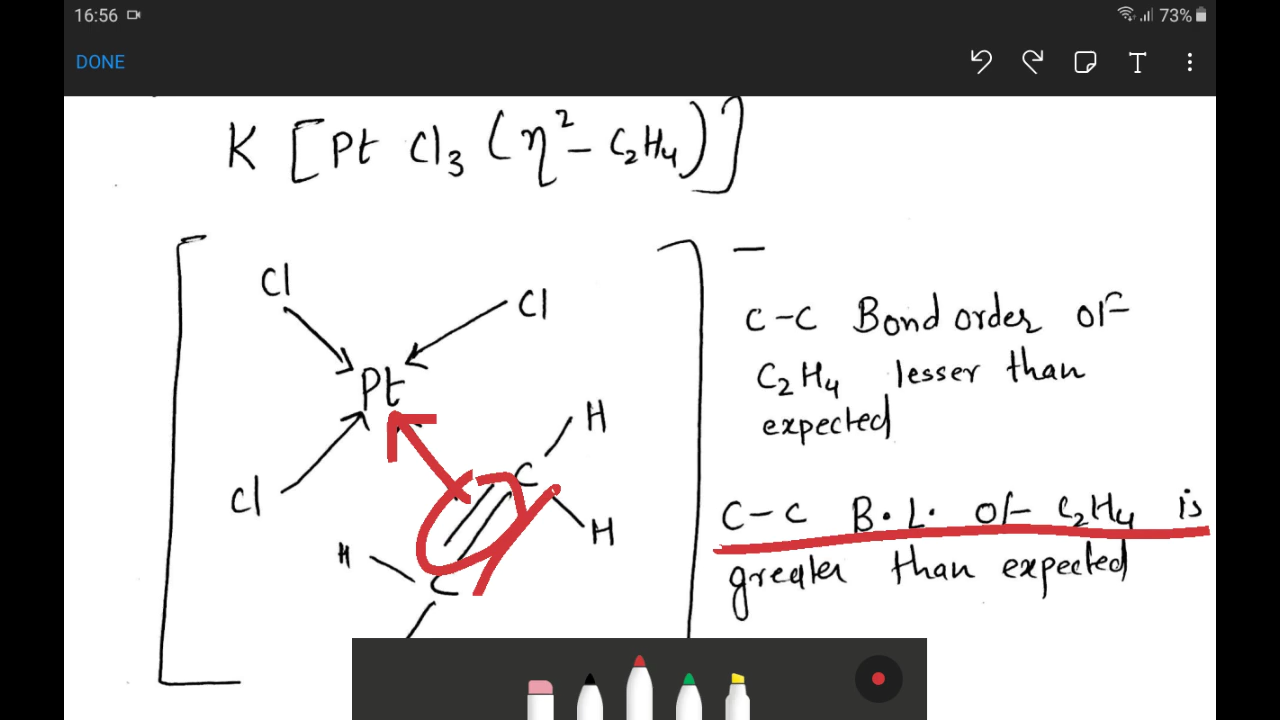 16:56
73%
DONE
K [Pt Cl3 (η²- C2H4)]
Cl
Cl
Pt
Cl
C
H
H
H
C
–
C-C Bond order of
C2H4 lesser than
expected
C-C B.L. of C2H4 is
greater than expected